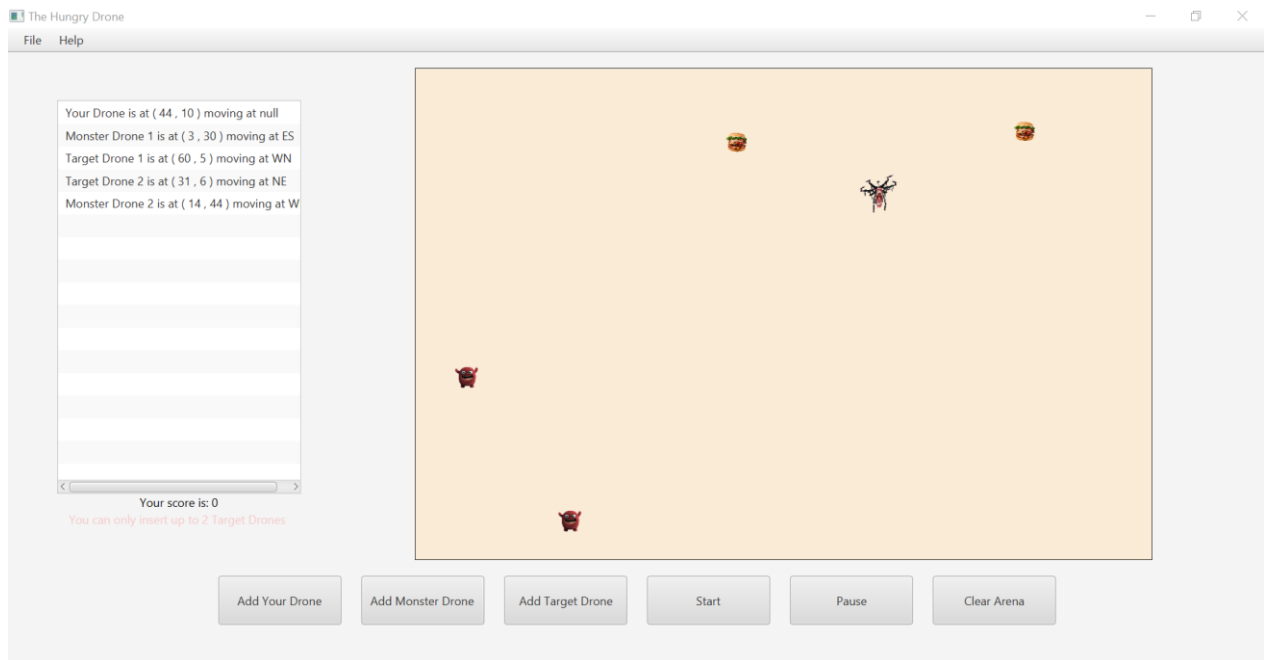 The Hungry Drone
File Help
Your Drone is at ( 44 , 10 ) moving at null
Monster Drone 1 is at ( 3 , 30 ) moving at ES
Target Drone 1 is at ( 60 , 5 ) moving at WN
Target Drone 2 is at ( 31 , 6 ) moving at NE
Monster Drone 2 is at ( 14 , 44 ) moving at W
Your score is: 0
You can only insert up to 2 Target Drones
Add Your Drone
Add Monster Drone
Add Target Drone
Start
Pause
Clear Arena